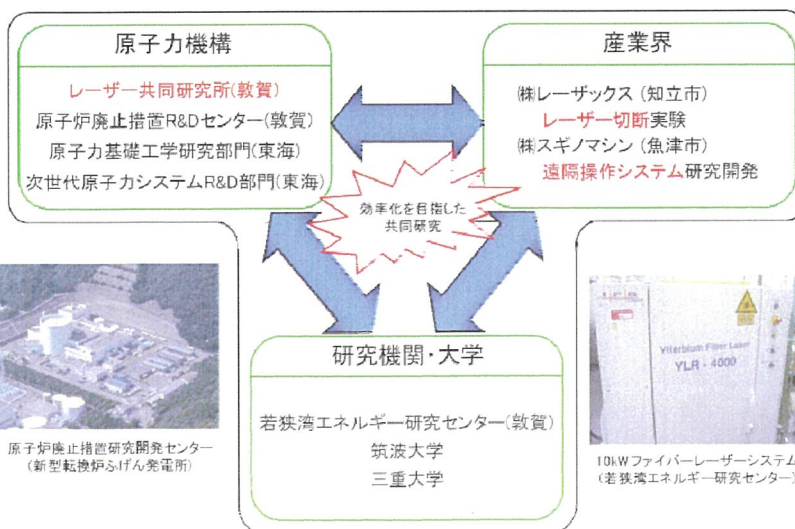 原子力機構
レーザー共同研究所(敦賀)
原子炉廃止措置R&Dセンター(敦賀)
原子力基礎工学研究部門(東海)
次世代原子力システムR&D部門(東海)
産業界
㈱レーザックス(知立市)
レーザー切断実験
㈱スギノマシン(魚津市)
遠隔操作システム研究開発
効率化を目指した
共同研究
研究機関・大学
若狭湾エネルギー研究センター(敦賀)
筑波大学
三重大学
原子炉廃止措置研究開発センター
(新型転換炉ふげん発電所)
Ytterbium Fiber Laser
YLR - 4000
10kWファイバーレーザーシステム
(若狭湾エネルギー研究センター)